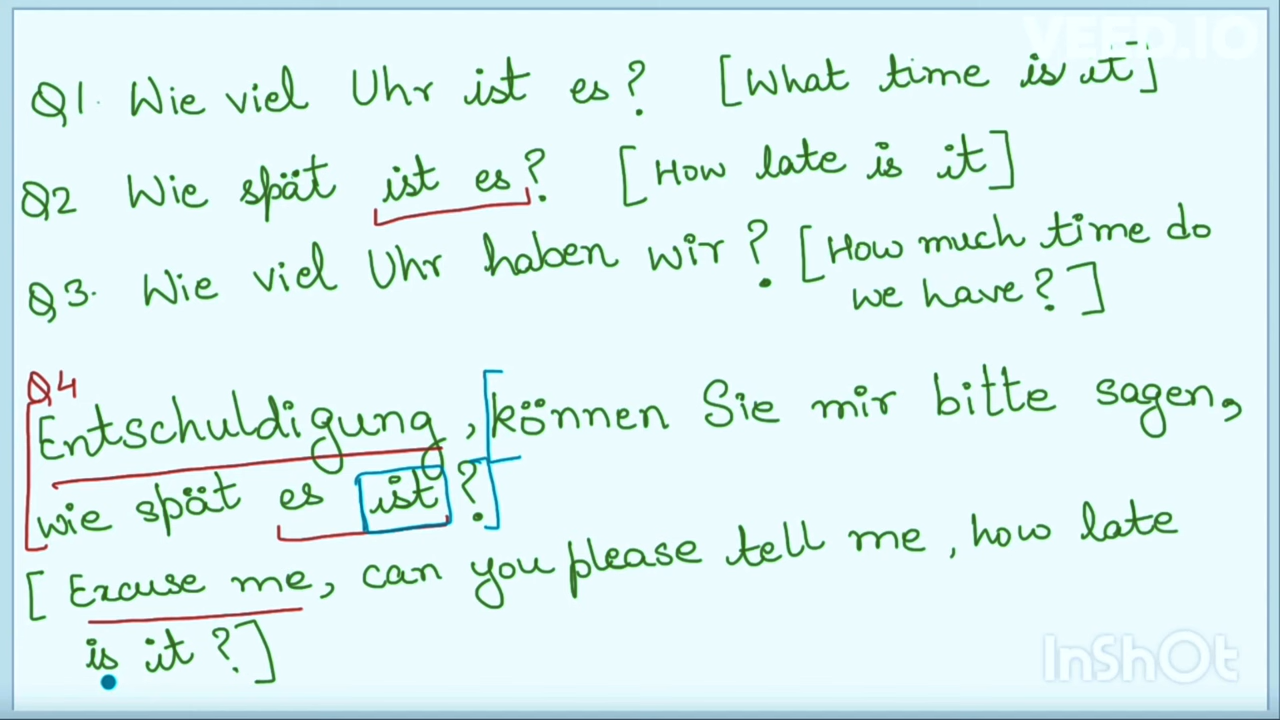 VEED.IO
Q1. Wie viel Uhr ist es? [What time is it]
Q2 Wie spät ist es? [How late is it]
Q3. Wie viel Uhr haben wir? [How much time do
we have?]
Q4
[Entschuldigung, [können Sie mir bitte sagen,
wie spät es ist?]
[Excuse me, can you please tell me, how late
is it?]
InShOt